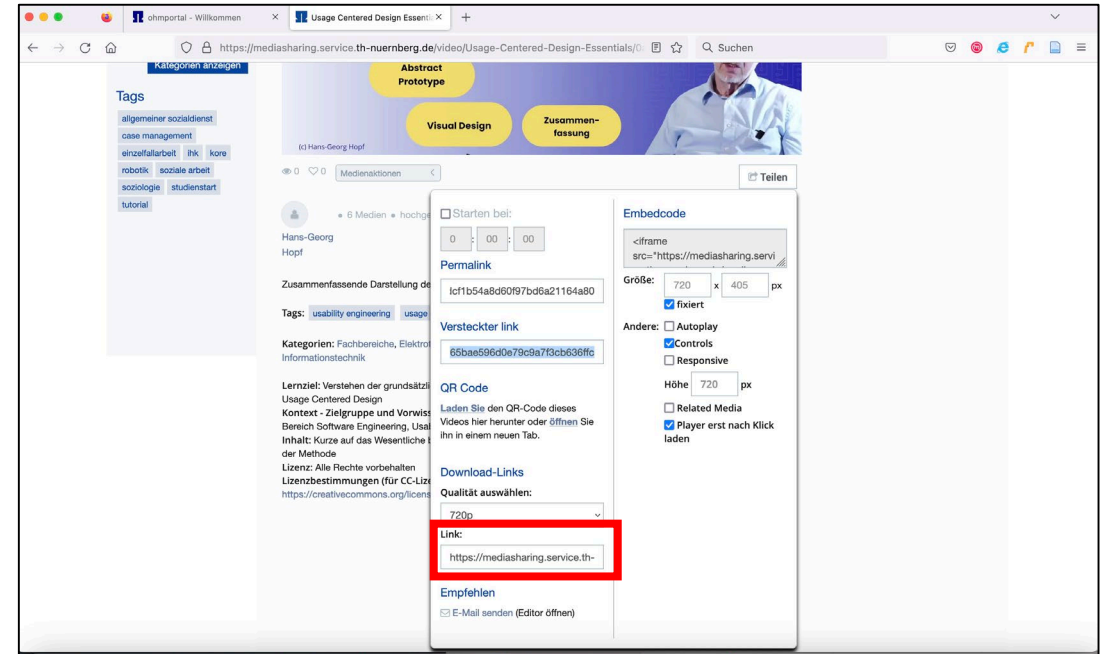 ohmportal - Willkommen
Usage Centered Design Essenti
https://mediasharing.service.th-nuernberg.de/video/Usage-Centered-Design-Essentials/0
Suchen
Kategorien anzeigen
Tags
allgemeiner sozialdienst
case management
einzelfallarbeit ihk kore
robotik soziale arbeit
soziologie studienstart
tutorial
Abstract
Prototype
Visual Design
Zusammen-
fassung
(c) Hans-Georg Hopf
0 0 Medienaktionen
Teilen
• 6 Medien • hochge
Hans-Georg
Hopf
Zusammenfassende Darstellung de
Tags: usability engineering usage
Kategorien: Fachbereiche, Elektrot
Informationstechnik
Lernziel: Verstehen der grundsätzli
Usage Centered Design
Kontext - Zielgruppe und Vorwiss
Bereich Software Engineering, Usab
Inhalt: Kurze auf das Wesentliche b
der Methode
Lizenz: Alle Rechte vorbehalten
Lizenzbestimmungen (für CC-Lize
https://creativecommons.org/licens
Starten bei:
0 : 00 : 00
Permalink
lcf1b54a8d60f97bd6a21164a80
Versteckter link
65bae596d0e79c9a7f3cb636ffc
QR Code
Laden Sie den QR-Code dieses
Videos hier herunter oder öffnen Sie
ihn in einem neuen Tab.
Download-Links
Qualität auswählen:
720p
Link:
https://mediasharing.service.th-
Empfehlen
E-Mail senden (Editor öffnen)
Embedcode
<iframe
src="https://mediasharing.servi
Größe: 720 x 405 px
fixiert
Andere: Autoplay
Controls
Responsive
Höhe 720 px
Related Media
Player erst nach Klick
laden